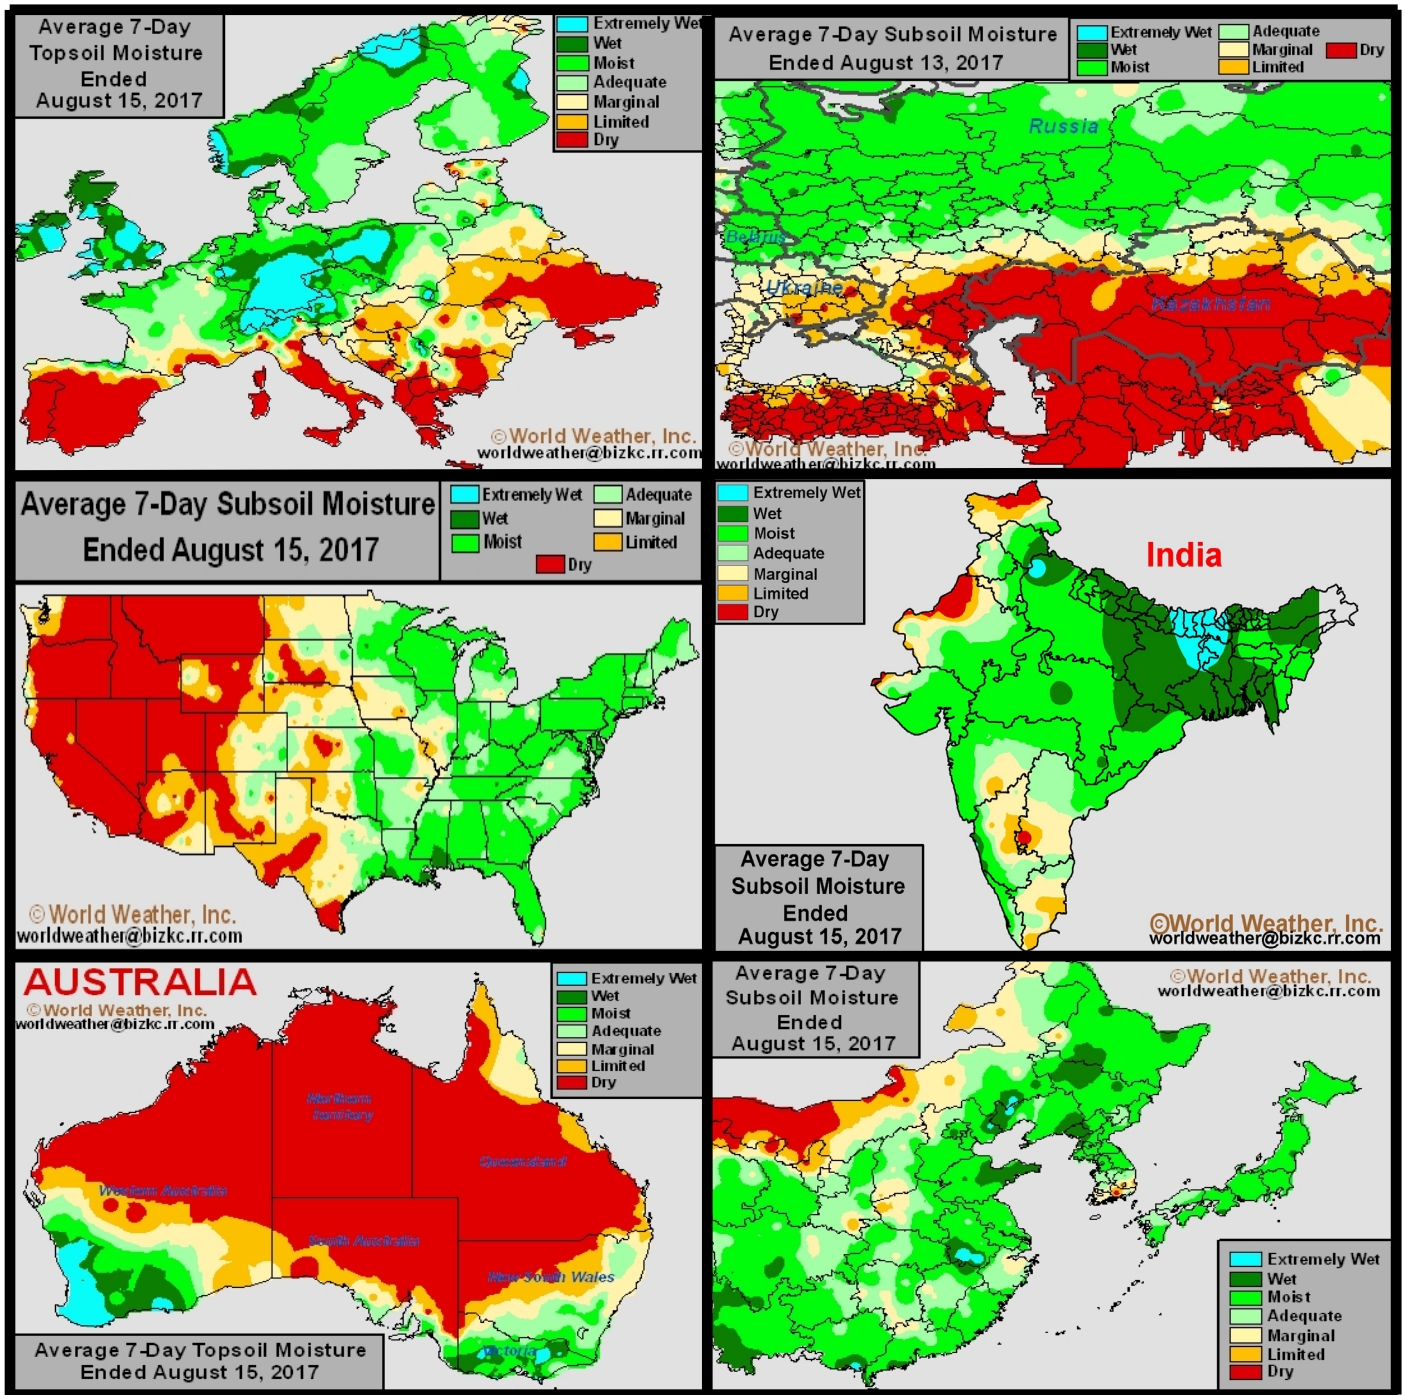 Average 7-Day
Topsoil Moisture
Ended
August 15, 2017
Extremely Wet
Wet
Moist
Adequate
Marginal
Limited
Dry
©World Weather, Inc.
worldweather@bizkc.rr.com
Average 7-Day Subsoil Moisture
Ended August 13, 2017
Extremely Wet
Wet
Moist
Adequate
Marginal
Limited
Dry
Russia
Belarus
Ukraine
Kazakhstan
©World Weather, Inc.
worldweather@bizkc.rr.com
Average 7-Day Subsoil Moisture
Ended August 15, 2017
Extremely Wet
Wet
Moist
Adequate
Marginal
Limited
Dry
©World Weather, Inc.
worldweather@bizkc.rr.com
Extremely Wet
Wet
Moist
Adequate
Marginal
Limited
Dry
India
Average 7-Day
Subsoil Moisture
Ended
August 15, 2017
©World Weather, Inc.
worldweather@bizkc.rr.com
AUSTRALIA
©World Weather, Inc.
worldweather@bizkc.rr.com
Extremely Wet
Wet
Moist
Adequate
Marginal
Limited
Dry
Northern
Territory
Queensland
Western Australia
South Australia
New South Wales
Victoria
Average 7-Day Topsoil Moisture
Ended August 15, 2017
Average 7-Day
Subsoil Moisture
Ended
August 15, 2017
©World Weather, Inc.
worldweather@bizkc.rr.com
Extremely Wet
Wet
Moist
Adequate
Marginal
Limited
Dry